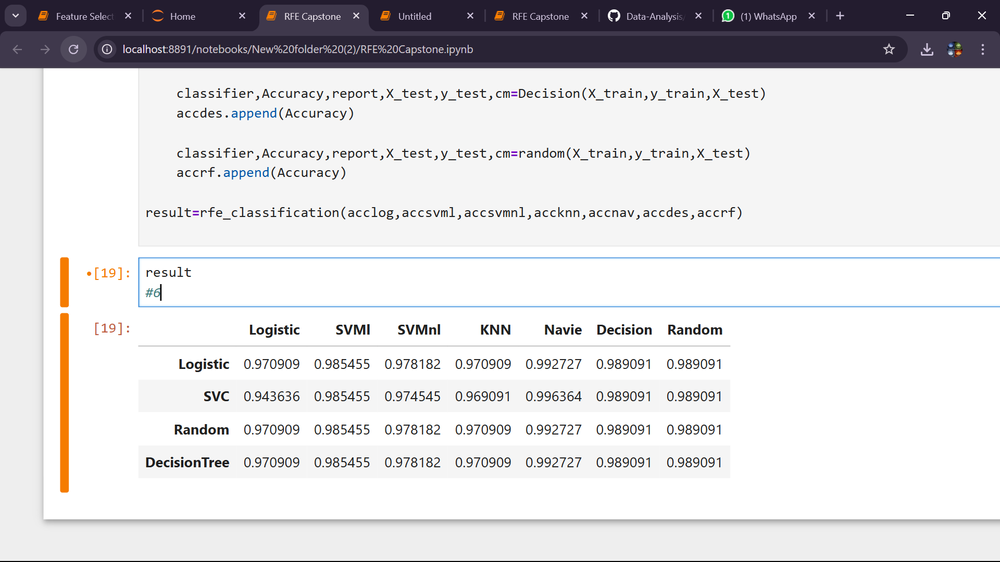 Feature Select
Home
RFE Capstone
Untitled
RFE Capstone
Data-Analysis/
1
(1) WhatsApp
localhost:8891/notebooks/New%20folder%20(2)/RFE%20Capstone.ipynb
classifier,Accuracy,report,X_test,y_test,cm=Decision(X_train,y_train,X_test)
accdes.append(Accuracy)
classifier,Accuracy,report,X_test,y_test,cm=random(X_train,y_train,X_test)
accrf.append(Accuracy)
result=rfe_classification(acclog,accsvml,accsvmnl,accknn,accnav,accdes,accrf)
•[19]: result
#6
[19]: Logistic SVMl SVMnl KNN Navie Decision Random
Logistic 0.970909 0.985455 0.978182 0.970909 0.992727 0.989091 0.989091
SVC 0.943636 0.985455 0.974545 0.969091 0.996364 0.989091 0.989091
Random 0.970909 0.985455 0.978182 0.970909 0.992727 0.989091 0.989091
DecisionTree 0.970909 0.985455 0.978182 0.970909 0.992727 0.989091 0.989091